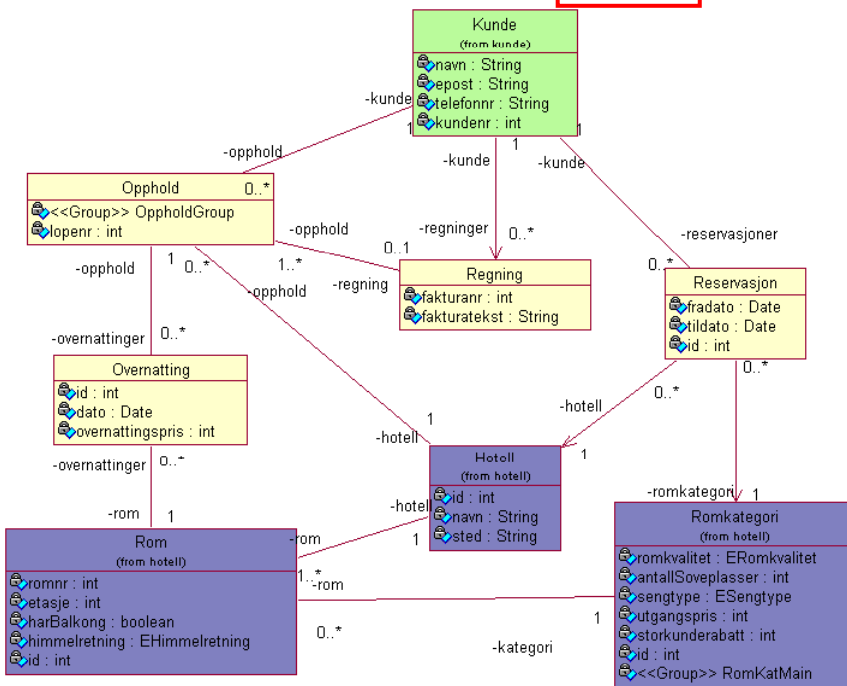 Kunde
(from kunde)
navn : String
epost : String
telefonnr : String
kundenr : int
-kunde
1
-opphold
0..*
-kunde
1
-regninger
0..*
1
-kunde
-reservasjoner
0..*
Opphold
<<Group>> OppholdGroup
lopenr : int
-opphold
1..*
0..1
-regning
Regning
fakturanr : int
fakturatekst : String
Reservasjon
fradato : Date
tildato : Date
id : int
1
-opphold
0..*
-opphold
-overnattinger
0..*
Overnatting
id : int
dato : Date
overnattingspris : int
-overnattinger
0..*
-rom
1
0..*
-hotell
1
0..*
-romkategori
1
1
-hotell
Hotoll
(from hotell)
id : int
navn : String
sted : String
-hotell
1
-rom
1..*
Rom
(from hotell)
romnr : int
etasje : int
harBalkong : boolean
himmelretning : EHimmelretning
id : int
-rom
0..*
1
-kategori
Romkategori
(from hotell)
romkvalitet : ERomkvalitet
antallSoveplasser : int
sengtype : ESengtype
utgangspris : int
storkunderabatt : int
id : int
<<Group>> RomKatMain